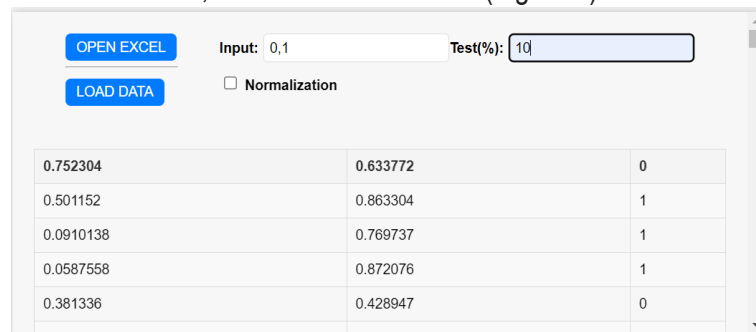 OPEN EXCEL Input: 0,1 Test(%): 10
LOAD DATA Normalization
0.752304 0.633772 0
0.501152 0.863304 1
0.0910138 0.769737 1
0.0587558 0.872076 1
0.381336 0.428947 0